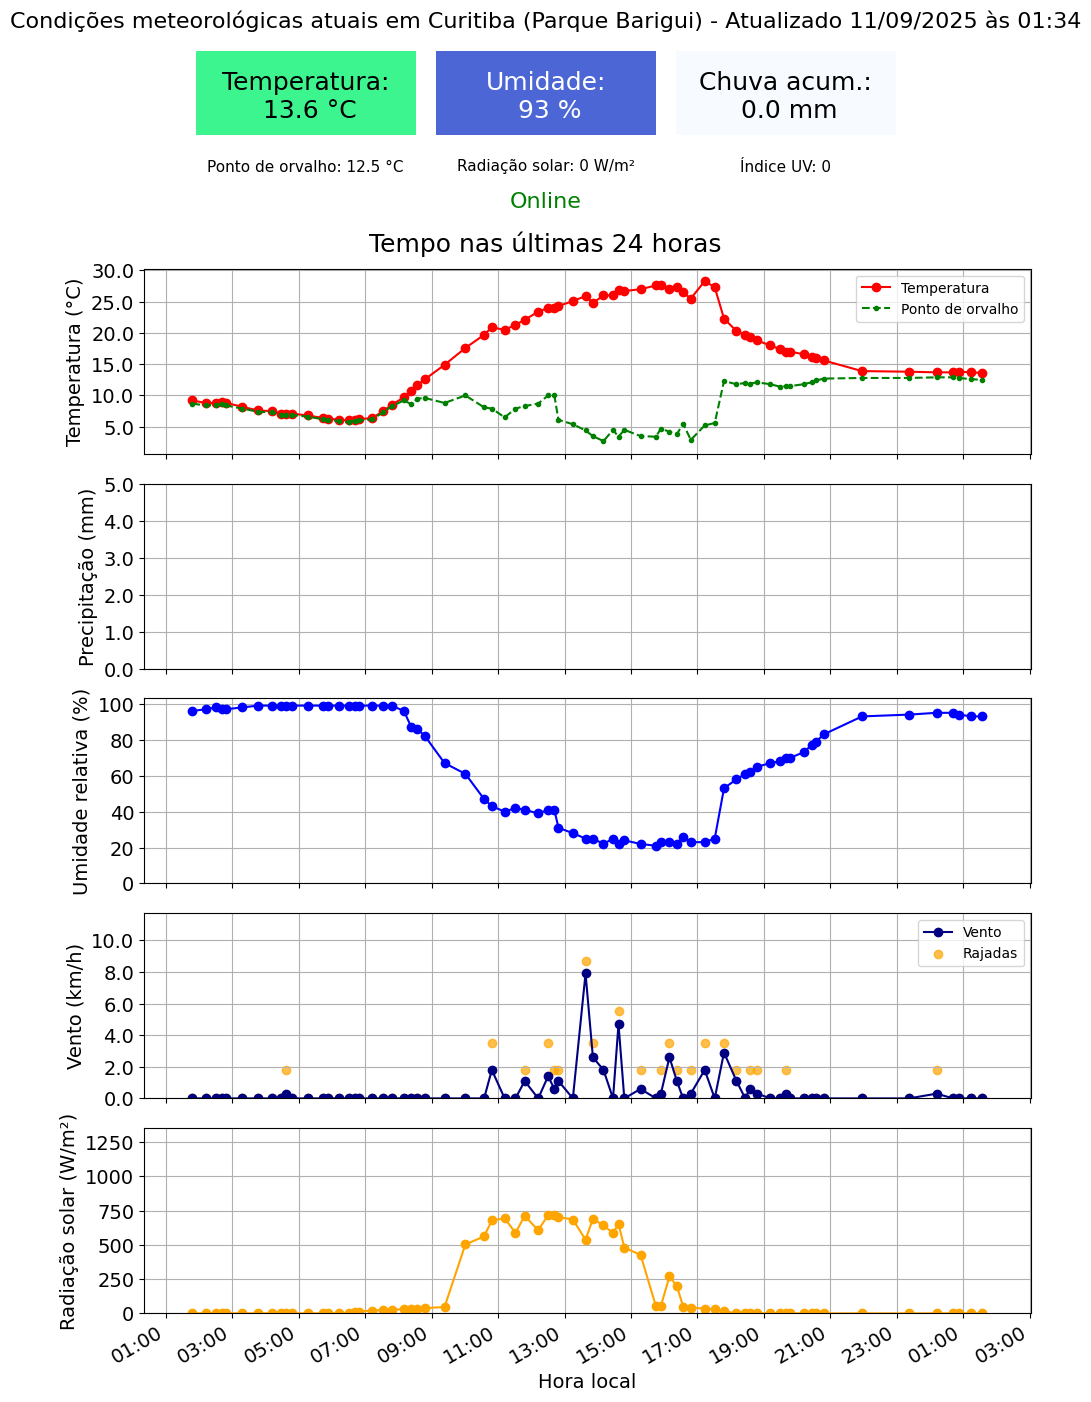 Condições meteorológicas atuais em Curitiba (Parque Barigui) - Atualizado 11/09/2025 às 01:34
Temperatura:
13.6 °C
Umidade:
93 %
Chuva acum.:
0.0 mm
Ponto de orvalho: 12.5 °C
Radiação solar: 0 W/m²
Índice UV: 0
Online
Tempo nas últimas 24 horas
Temperatura (°C)
30.0
25.0
20.0
15.0
10.0
5.0
Temperatura
Ponto de orvalho
Precipitação (mm)
5.0
4.0
3.0
2.0
1.0
0.0
Umidade relativa (%)
100
80
60
40
20
0
Vento (km/h)
10.0
8.0
6.0
4.0
2.0
0.0
Vento
Rajadas
Radiação solar (W/m²)
1250
1000
750
500
250
0
01:00 03:00 05:00 07:00 09:00 11:00 13:00 15:00 17:00 19:00 21:00 23:00 01:00 03:00
Hora local